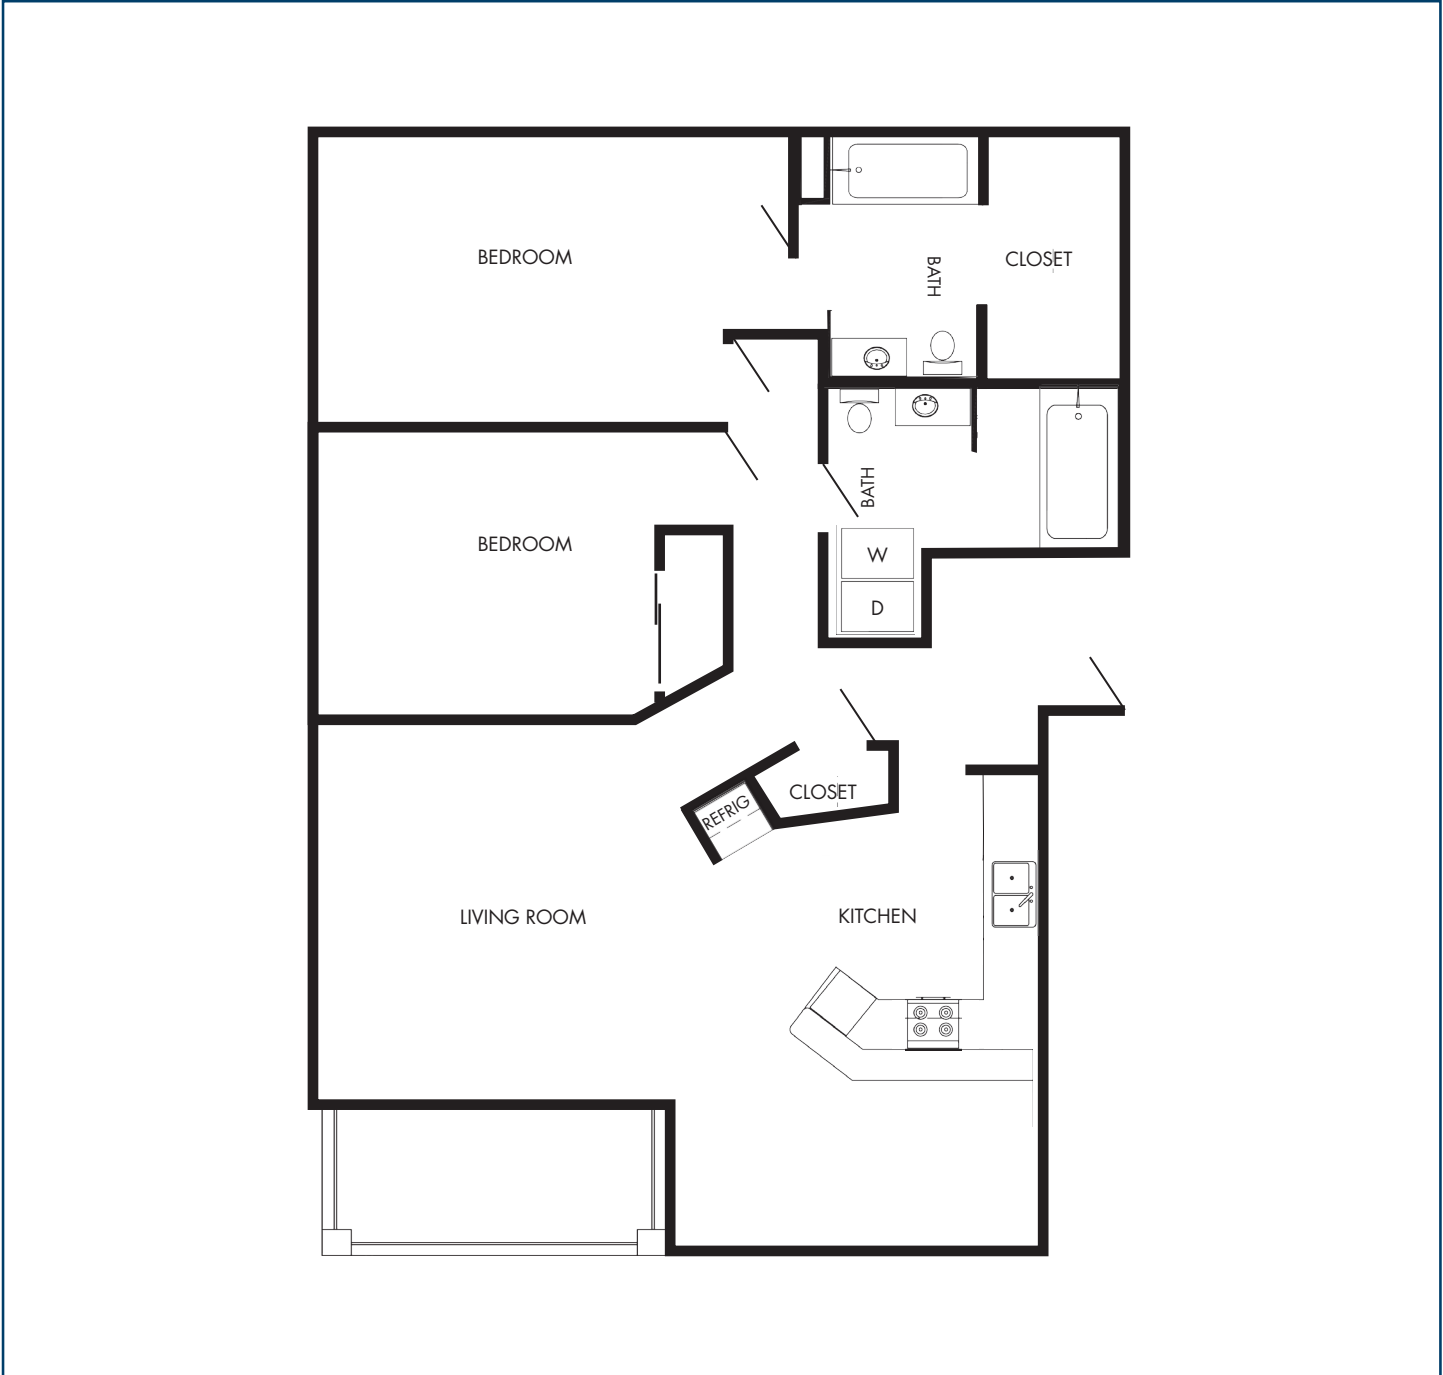 BEDROOM
BATH
CLOSET
BATH
BEDROOM
W
D
CLOSET
REFRIG
LIVING ROOM
KITCHEN